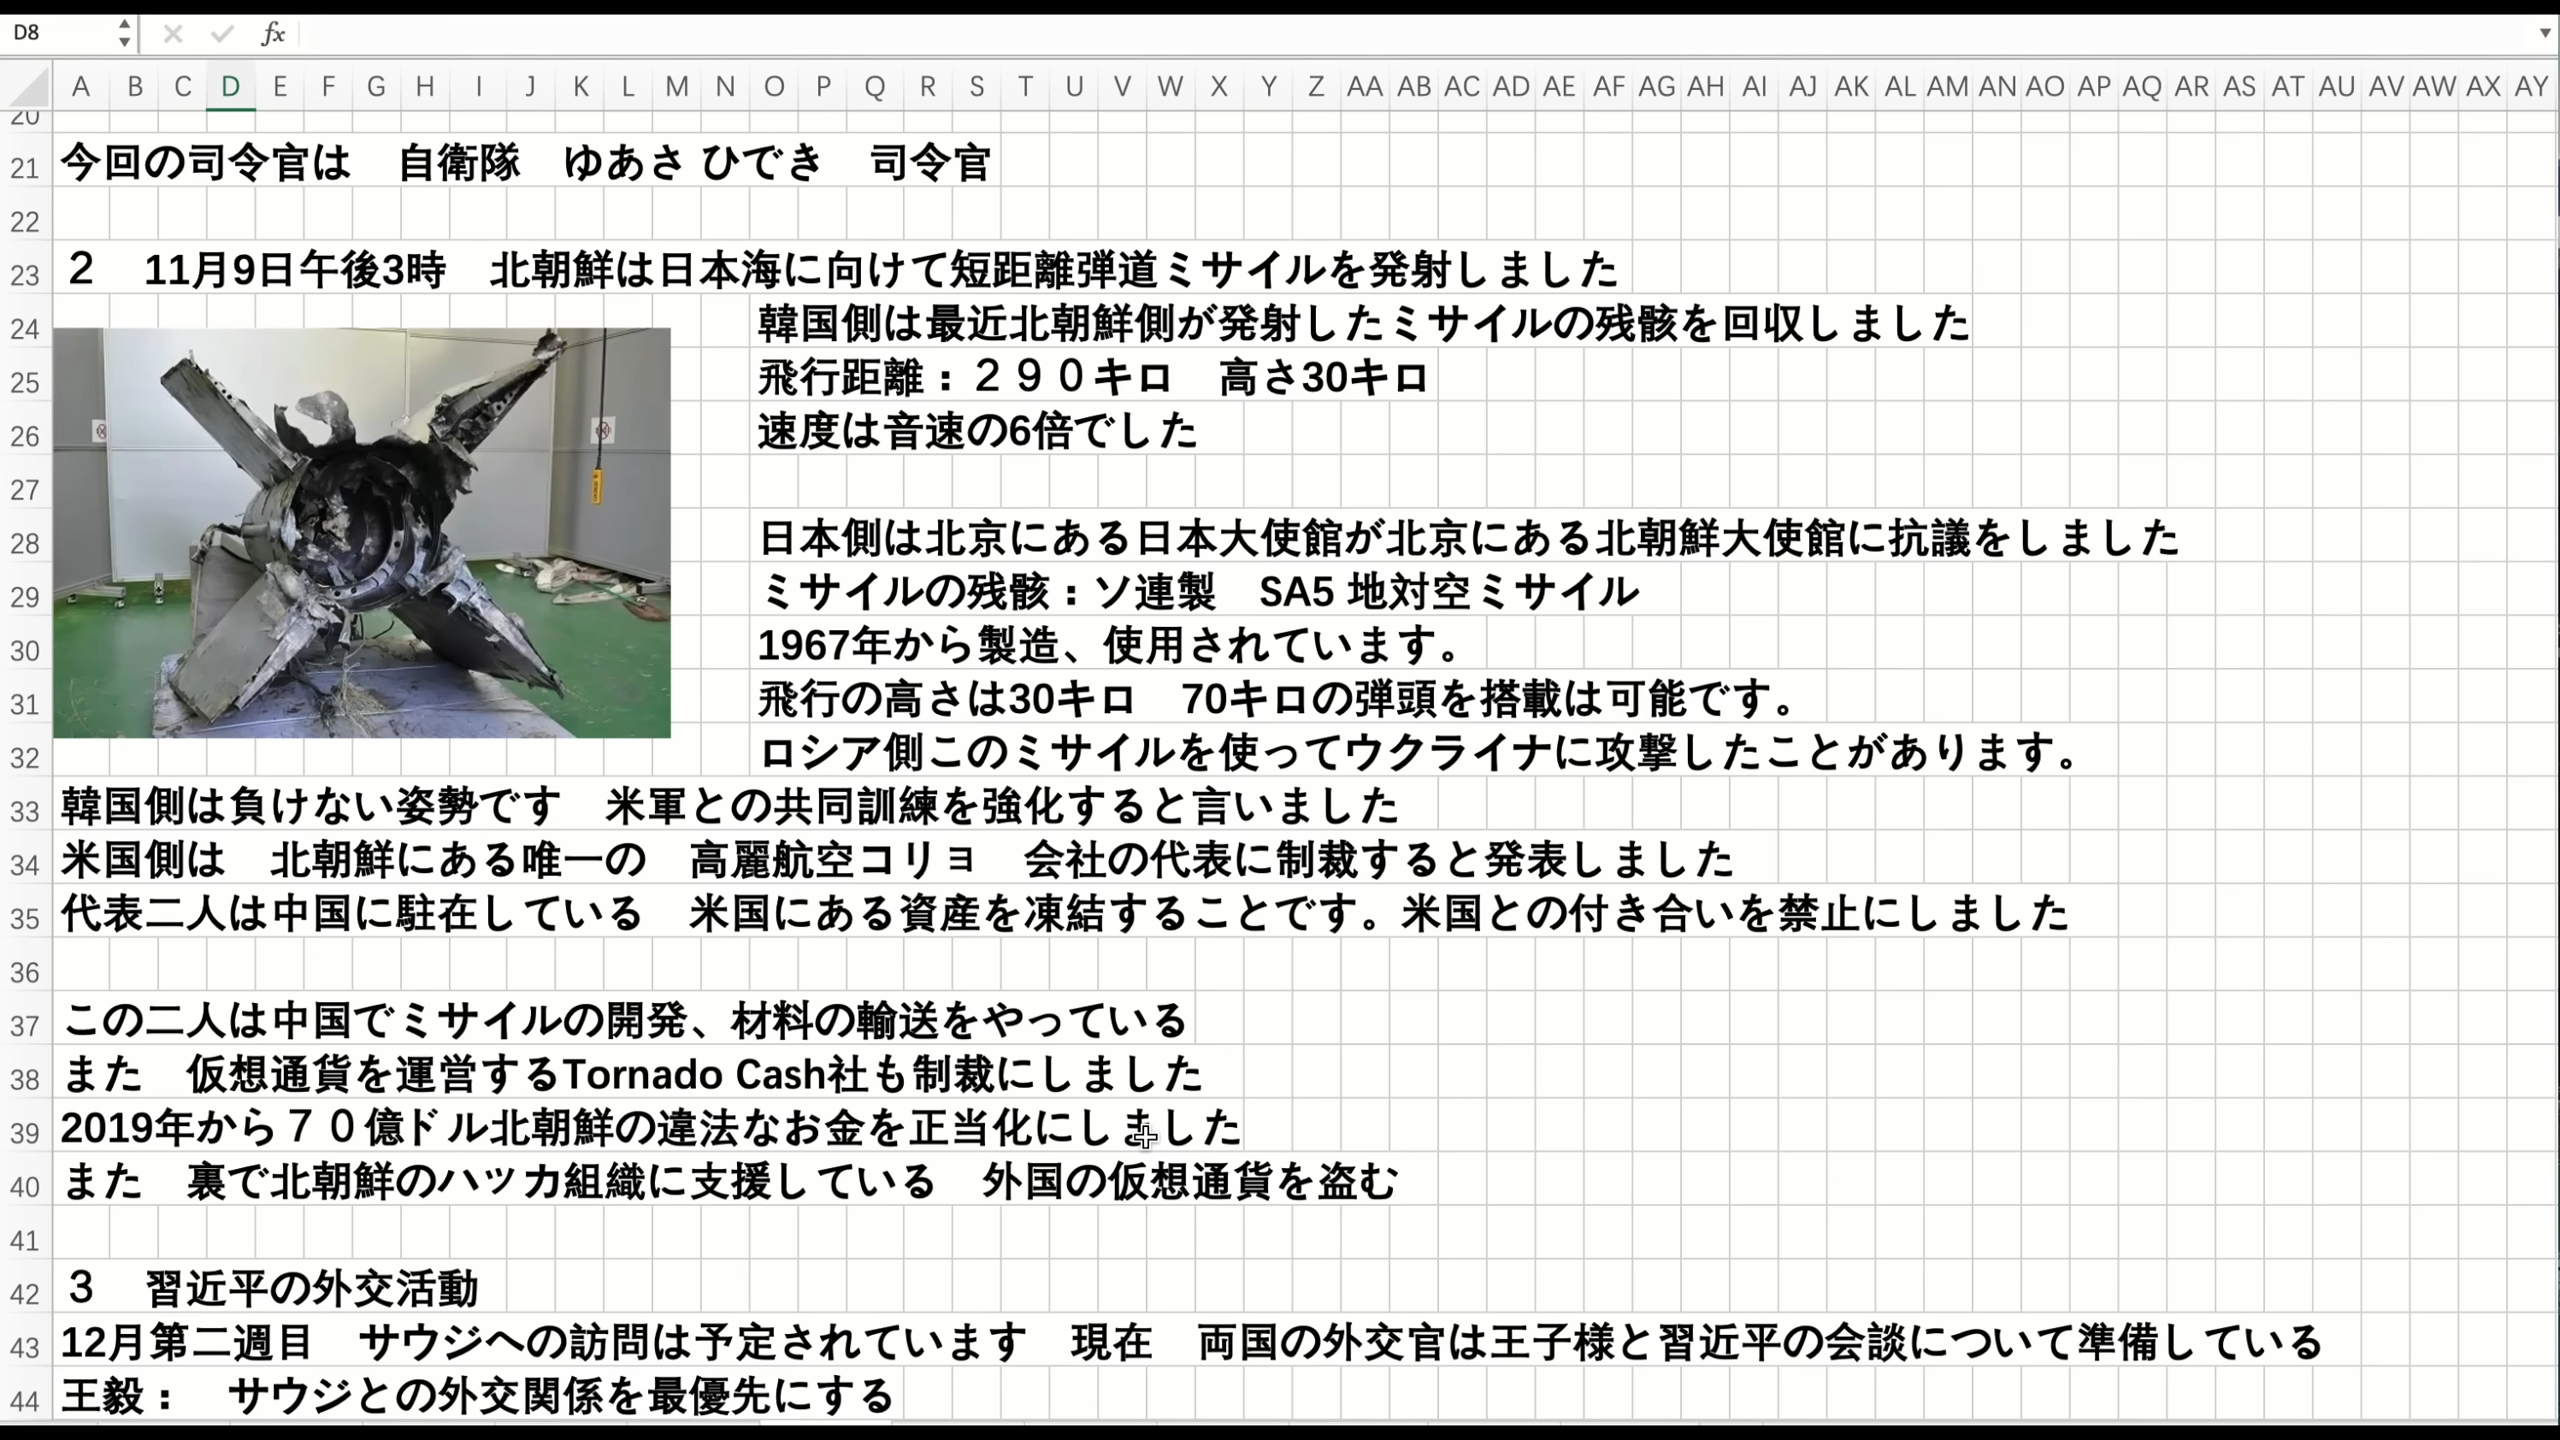 D8
fx
A B C D E F G H I J K L M N O P Q R S T U V W X Y Z AA AB AC AD AE AF AG AH AI AJ AK AL AM AN AO AP AQ AR AS AT AU AV AW AX AY
20
21 今回の司令官は　自衛隊　ゆあさ ひでき　司令官
22
23 ２　11月9日午後3時　北朝鮮は日本海に向けて短距離弾道ミサイルを発射しました
24 韓国側は最近北朝鮮側が発射したミサイルの残骸を回収しました
25 飛行距離：２９０キロ　高さ30キロ
26 速度は音速の6倍でした
27
28 日本側は北京にある日本大使館が北京にある北朝鮮大使館に抗議をしました
29 ミサイルの残骸：ソ連製　SA5 地対空ミサイル
30 1967年から製造、使用されています。
31 飛行の高さは30キロ　70キロの弾頭を搭載は可能です。
32 ロシア側このミサイルを使ってウクライナに攻撃したことがあります。
33 韓国側は負けない姿勢です　米軍との共同訓練を強化すると言いました
34 米国側は　北朝鮮にある唯一の　高麗航空コリョ　会社の代表に制裁すると発表しました
35 代表二人は中国に駐在している　米国にある資産を凍結することです。米国との付き合いを禁止にしました
36
37 この二人は中国でミサイルの開発、材料の輸送をやっている
38 また　仮想通貨を運営するTornado Cash社も制裁にしました
39 2019年から７０億ドル北朝鮮の違法なお金を正当化にしました
40 また　裏で北朝鮮のハッカ組織に支援している　外国の仮想通貨を盗む
41
42 ３　習近平の外交活動
43 12月第二週目　サウジへの訪問は予定されています　現在　両国の外交官は王子様と習近平の会談について準備している
44 王毅：　サウジとの外交関係を最優先にする